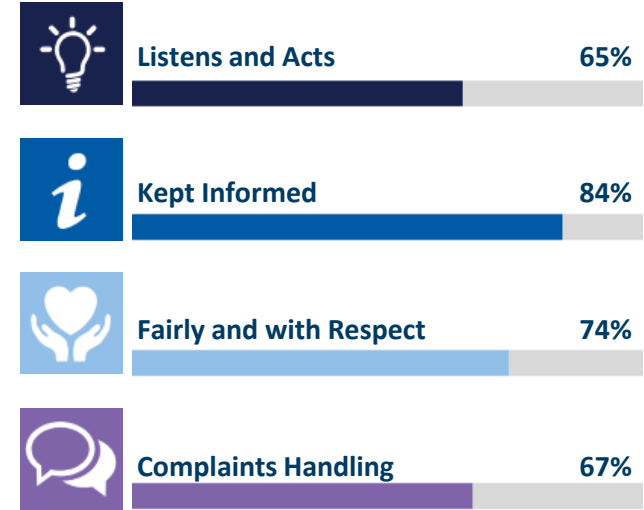 Listens and Acts 65%
Kept Informed 84%
Fairly and with Respect 74%
Complaints Handling 67%